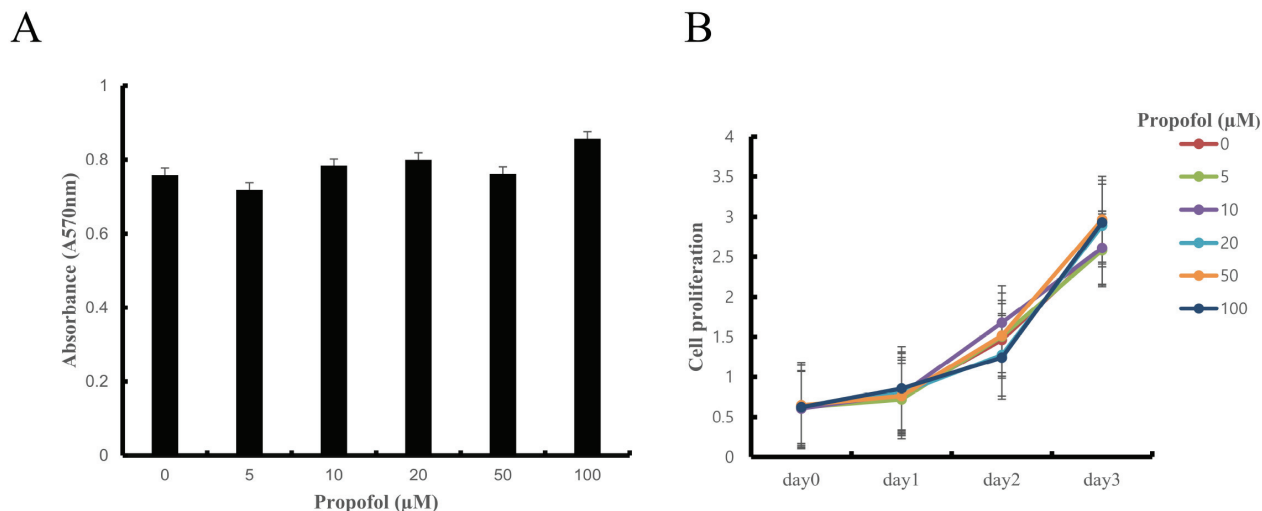 A
Absorbance (A570nm)
1
0.8
0.6
0.4
0.2
0
0 5 10 20 50 100
Propofol (µM)
B
Cell proliferation
4
3.5
3
2.5
2
1.5
1
0.5
0
day0 day1 day2 day3
Propofol (µM)
0
5
10
20
50
100